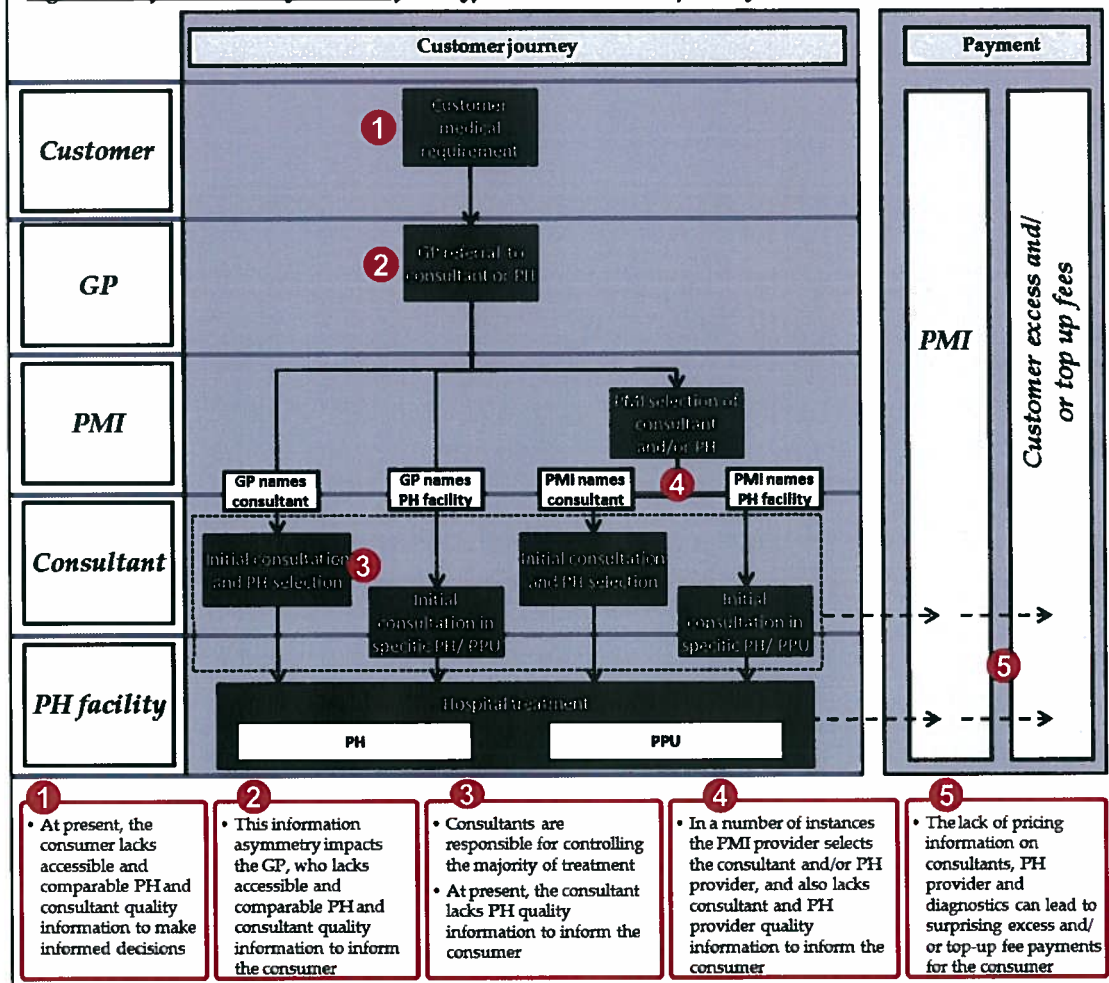 Customer journey
Payment
Customer
GP
PMI
Consultant
PH facility
1
Customer
medical
requirement
2
GP referral to
consultant or PH
PMI selection of
consultant
and/or PH
4
GP names
consultant
GP names
PH facility
PMI names
consultant
PMI names
PH facility
Initial consultation
and PH selection
3
Initial
consultation in
specific PH/ PPU
Initial consultation
and PH selection
Initial
consultation in
specific PH/ PPU
Hospital treatment
PH
PPU
PMI
Customer excess and/
or top up fees
5
1
• At present, the
consumer lacks
accessible and
comparable PH and
consultant quality
information to make
informed decisions
2
• This information
asymmetry impacts
the GP, who lacks
accessible and
comparable PH and
consultant quality
information to inform
the consumer
3
• Consultants are
responsible for controlling
the majority of treatment
• At present, the consultant
lacks PH quality
information to inform the
consumer
4
• In a number of instances
the PMI provider selects
the consultant and/or PH
provider, and also lacks
consultant and PH
provider quality
information to inform the
consumer
5
• The lack of pricing
information on
consultants, PH
provider and
diagnostics can lead to
surprising excess and/
or top-up fee payments
for the consumer